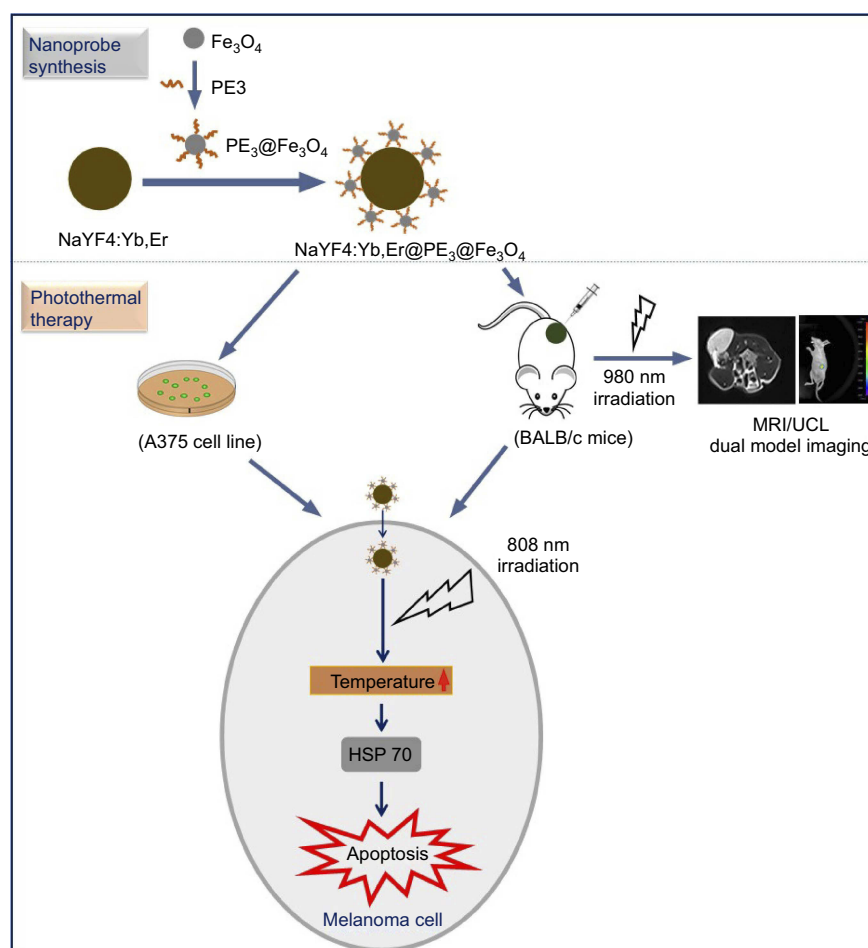 Nanoprobe
synthesis
Fe₃O₄
PE3
PE₃@Fe₃O₄
NaYF4:Yb,Er
NaYF4:Yb,Er@PE₃@Fe₃O₄
Photothermal
therapy
(A375 cell line)
(BALB/c mice)
980 nm
irradiation
MRI/UCL
dual model imaging
808 nm
irradiation
Temperature
HSP 70
Apoptosis
Melanoma cell